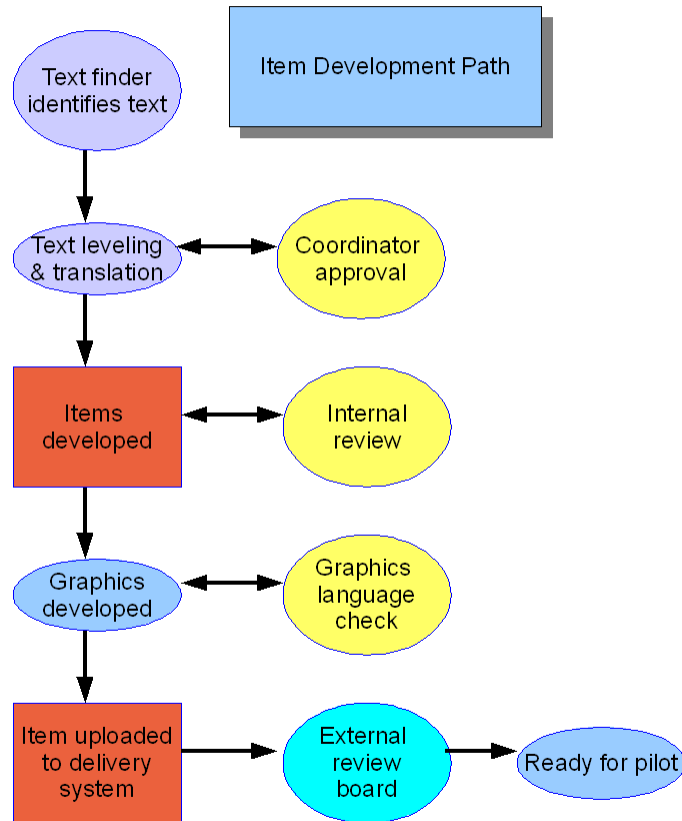 Item Development Path
Text finder
identifies text
Text leveling
& translation
Coordinator
approval
Items
developed
Internal
review
Graphics
developed
Graphics
language
check
Item uploaded
to delivery
system
External
review
board
Ready for pilot